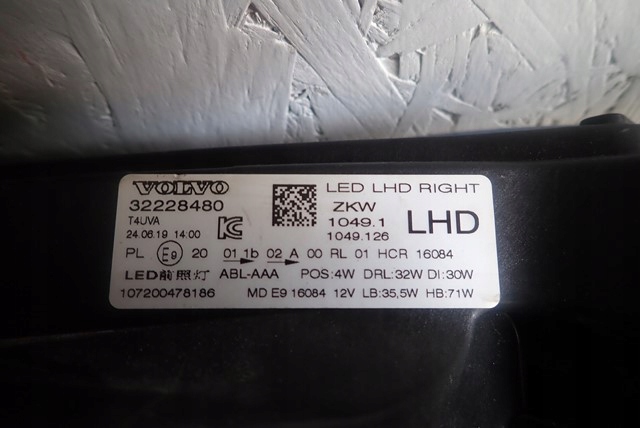 VOLVO
LED LHD RIGHT
32228480
ZKW
T4UVA
1049.1
LHD
24.06.19 14:00
1049.126
PL E9 20 01 1b 02 A 00 RL 01 HCR 16084
LED前照灯 ABL-AAA POS:4W DRL:32W DI:30W
107200478186 MD E9 16084 12V LB:35,5W HB:71W